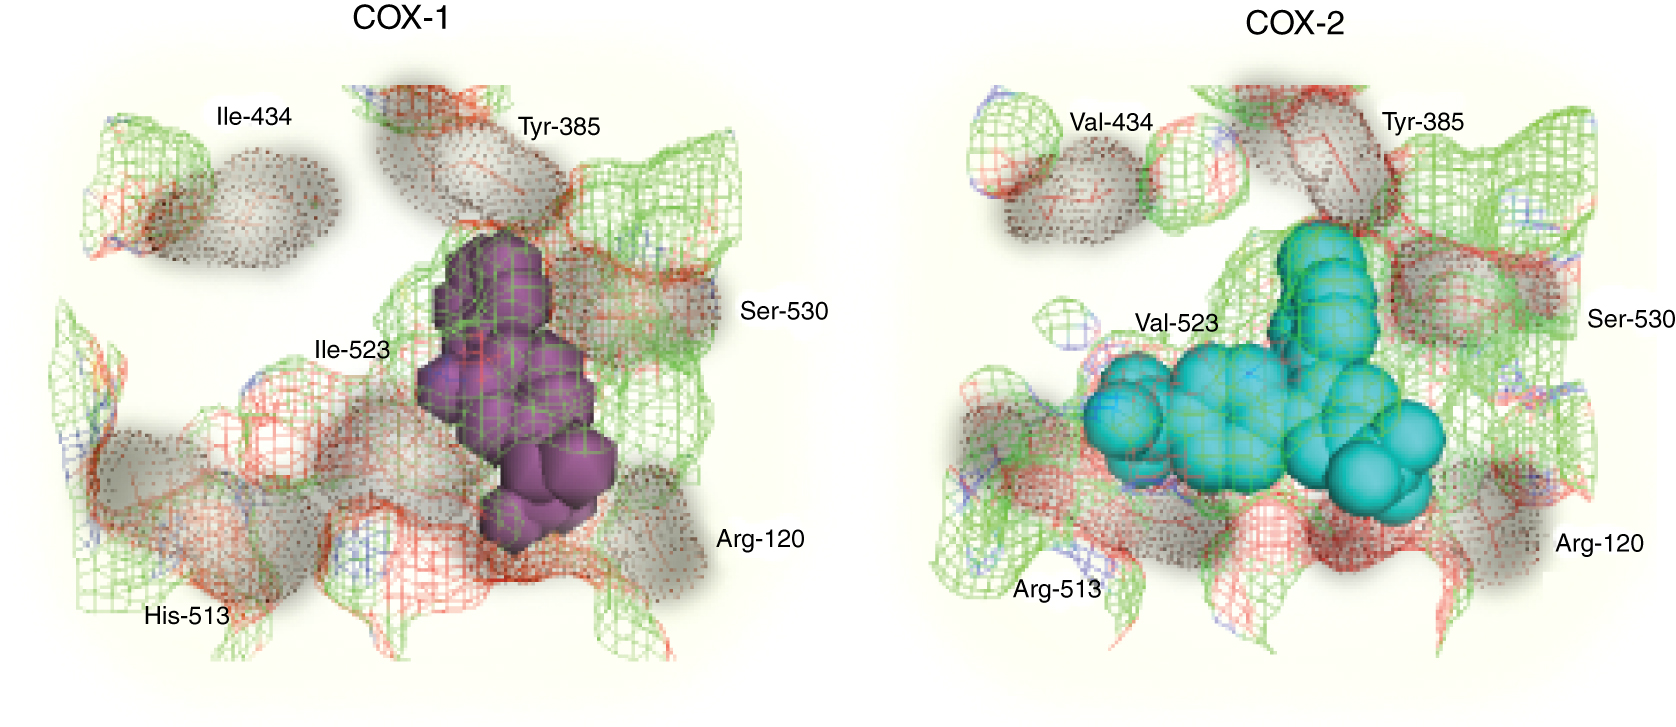 COX-1
Ile-434
Tyr-385
Ser-530
Ile-523
Arg-120
His-513
COX-2
Val-434
Tyr-385
Ser-530
Val-523
Arg-120
Arg-513